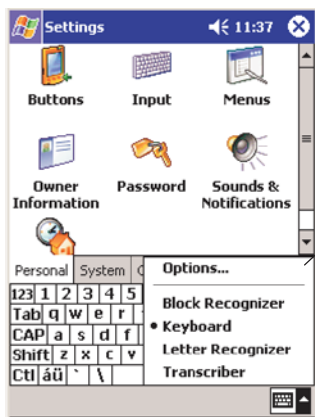 Settings 11:37
Buttons Input Menus
Owner Information Password Sounds & Notifications
Personal System C
Options...
Block Recognizer
Keyboard
Letter Recognizer
Transcriber
123 1 2 3 4 5
Tab q w e r
CAP a s d f
Shift z x c v
Ctl áü ` \